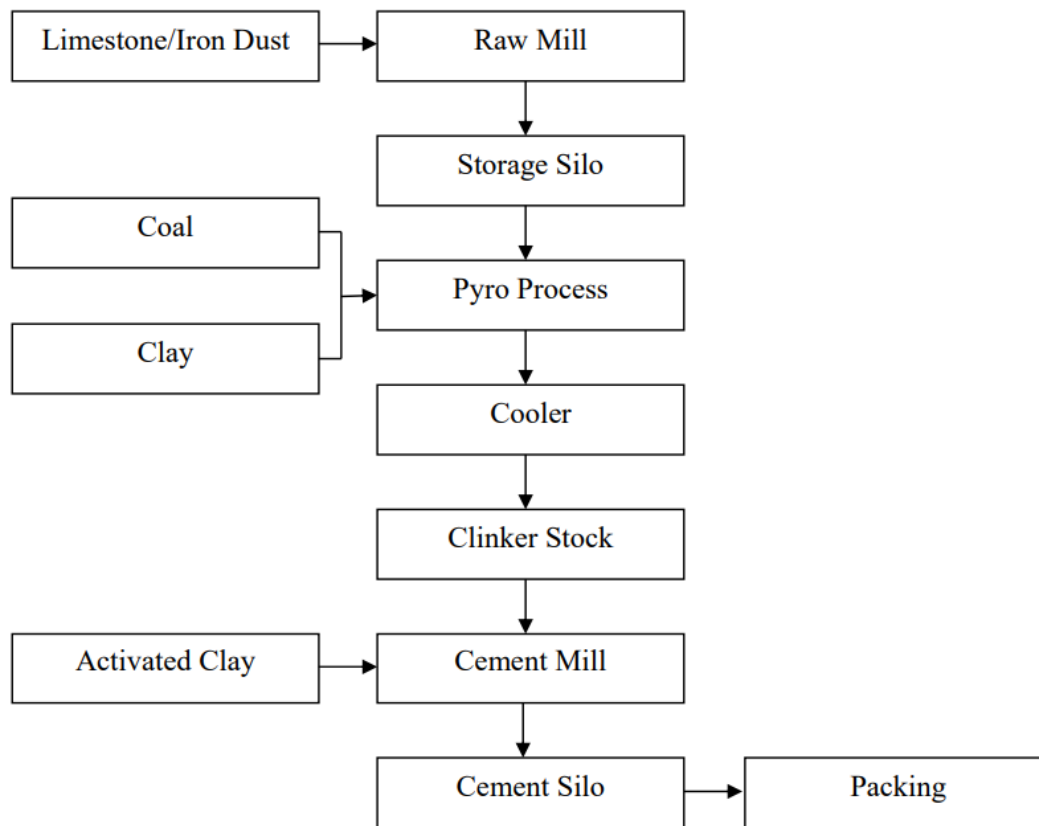 Limestone/Iron Dust
Raw Mill
Storage Silo
Coal
Pyro Process
Clay
Cooler
Clinker Stock
Activated Clay
Cement Mill
Cement Silo
Packing